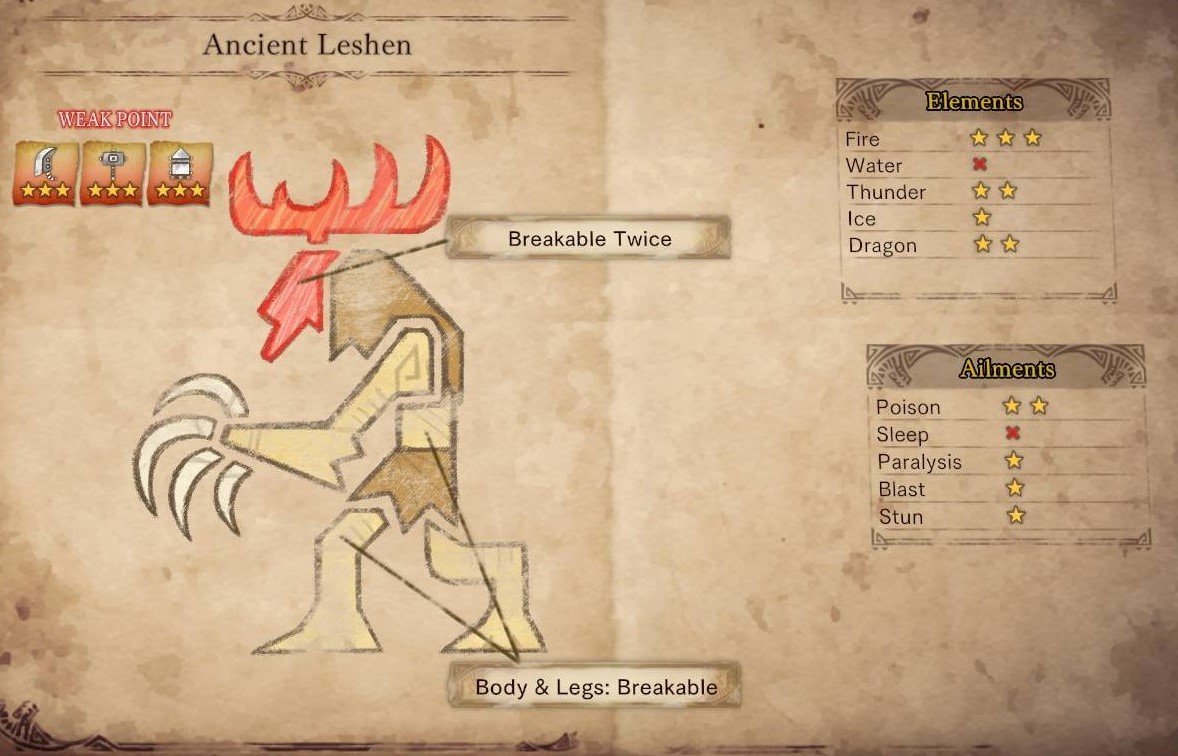 Ancient Leshen
WEAK POINT
Breakable Twice
Body & Legs: Breakable
Elements
Fire
Water
Thunder
Ice
Dragon
Ailments
Poison
Sleep
Paralysis
Blast
Stun